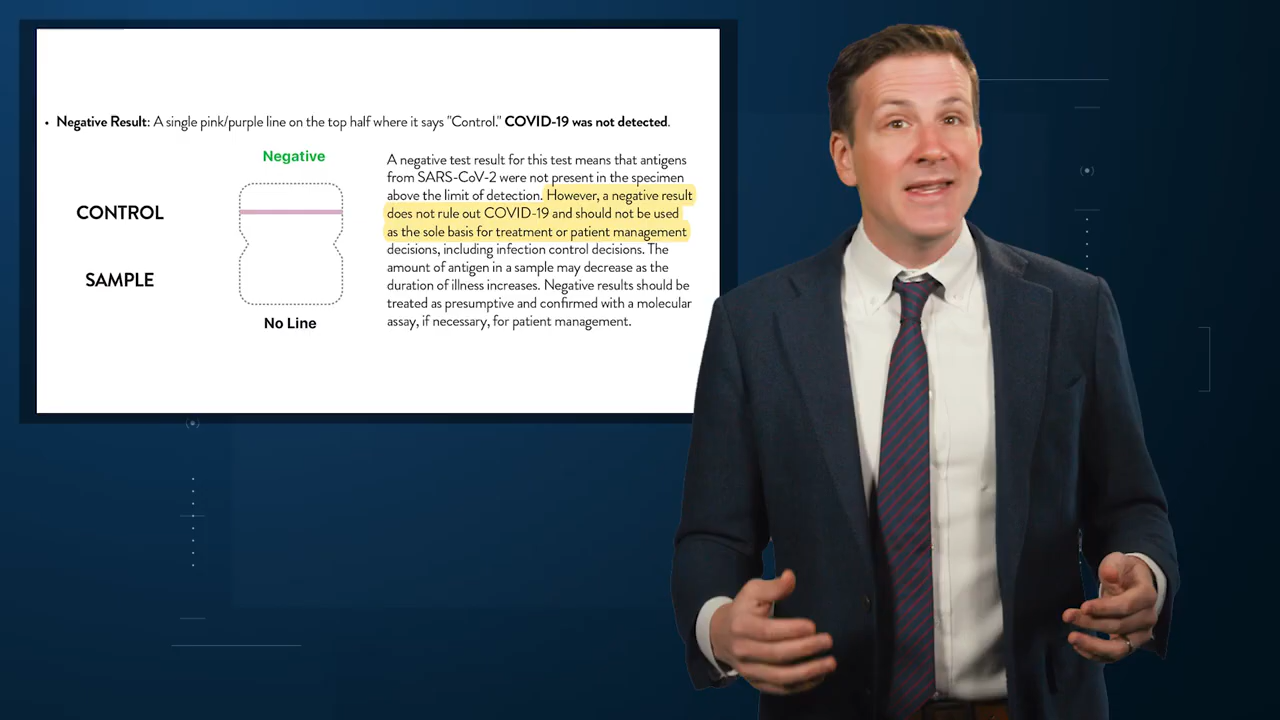 • Negative Result: A single pink/purple line on the top half where it says "Control." COVID-19 was not detected.
Negative
CONTROL
SAMPLE
No Line
A negative test result for this test means that antigens
from SARS-CoV-2 were not present in the specimen
above the limit of detection. However, a negative result
does not rule out COVID-19 and should not be used
as the sole basis for treatment or patient management
decisions, including infection control decisions. The
amount of antigen in a sample may decrease as the
duration of illness increases. Negative results should be
treated as presumptive and confirmed with a molecular
assay, if necessary, for patient management.